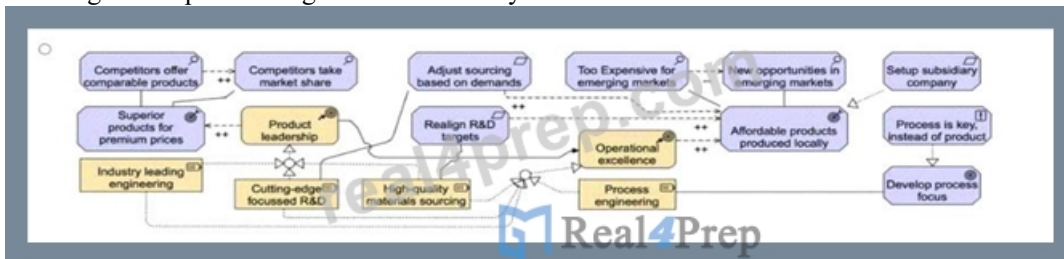 Competitors offer
comparable products
++
Competitors take
market share
Adjust sourcing
based on demands
Too Expensive for
emerging markets
New opportunities in
emerging markets
Setup subsidiary
company
++
Superior
products for
premium prices
++
Product
leadership
Realign R&D
targets
++
Operational
excellence
++
Affordable products
produced locally
Process is key,
instead of product
Industry leading
engineering
Cutting-edge
focussed R&D
High-quality
materials sourcing
Process
engineering
Develop process
focus
real4prep.com
Real4Prep